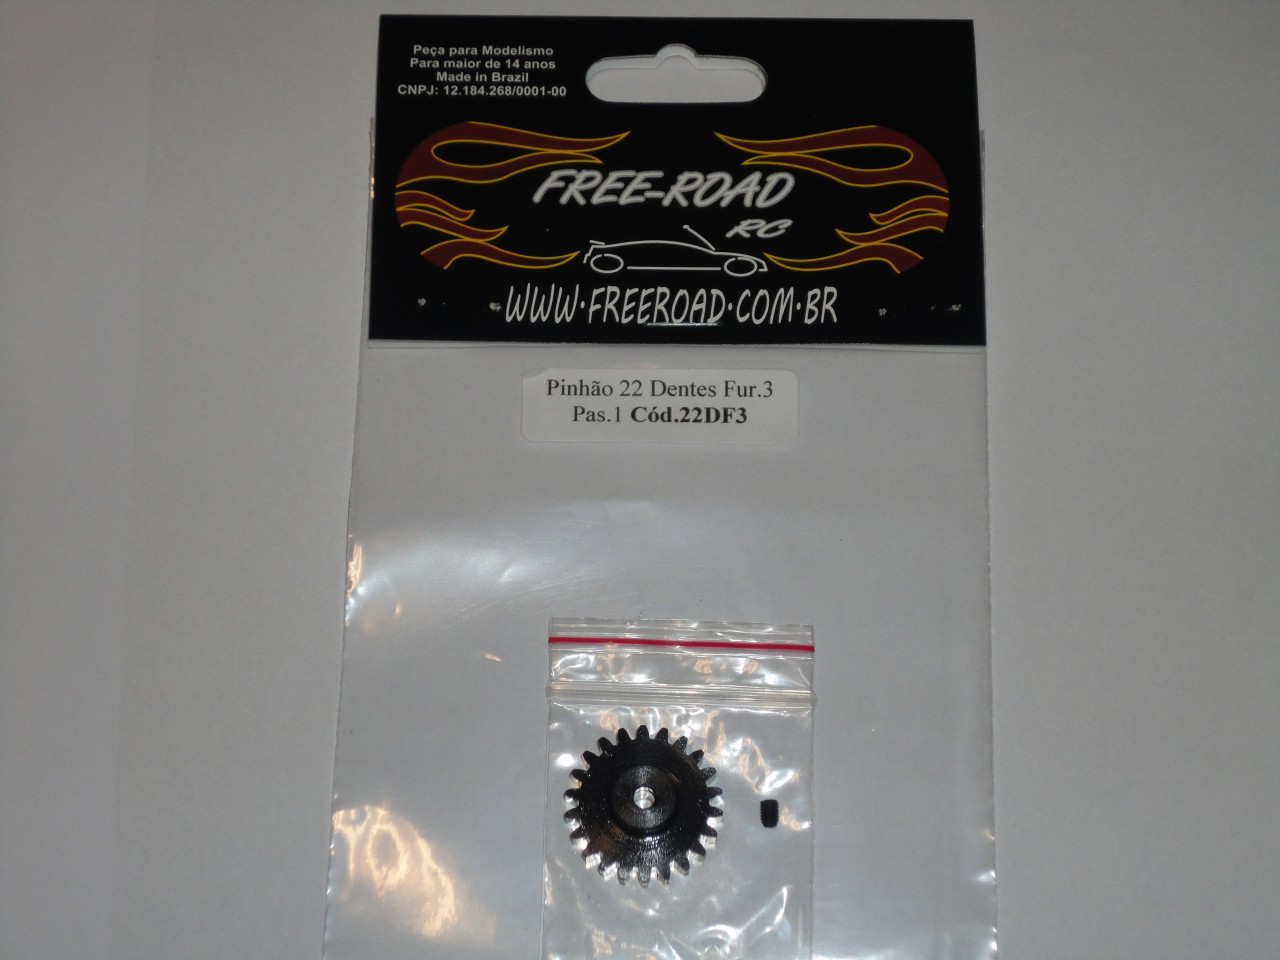 Peça para Modelismo
Para maior de 14 anos
Made in Brazil
CNPJ: 12.184.268/0001-00
FREE-ROAD
RC
WWW.FREEROAD.COM.BR
Pinhão 22 Dentes Fur.3
Pas.1 Cód.22DF3